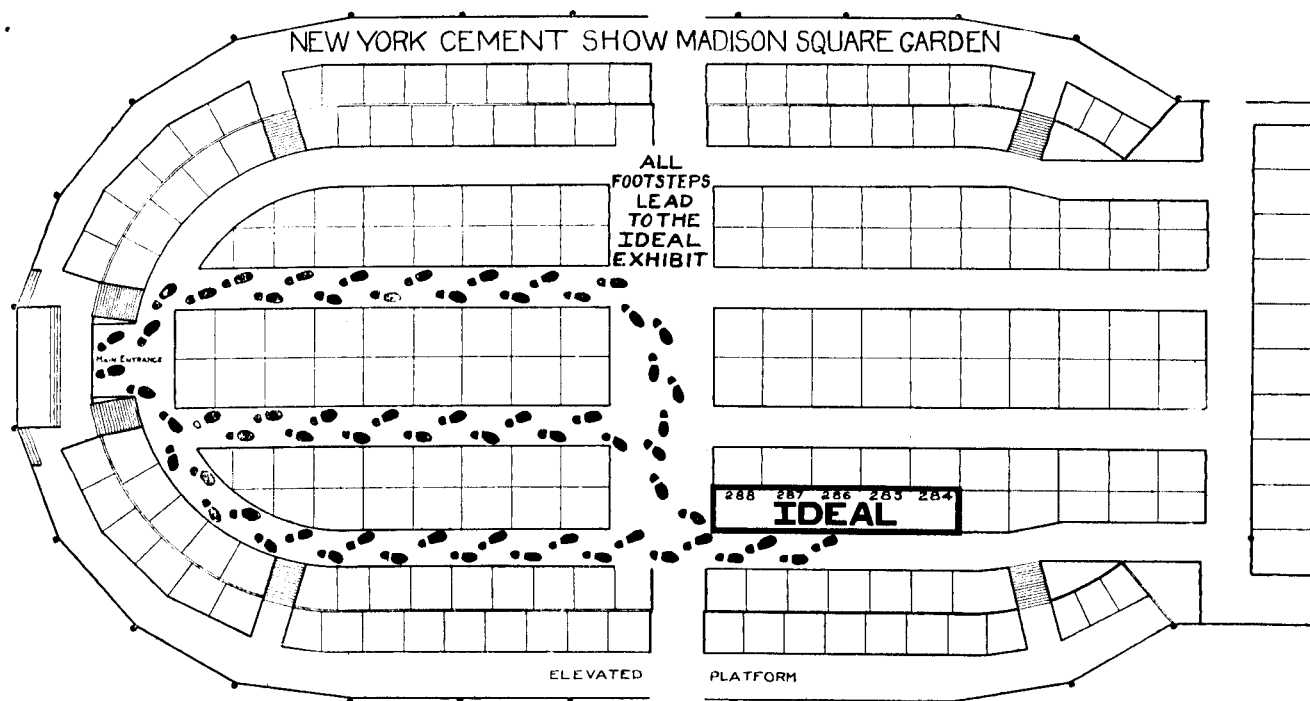 NEW YORK CEMENT SHOW MADISON SQUARE GARDEN
ALL
FOOTSTEPS
LEAD
TO THE
IDEAL
EXHIBIT
MAIN ENTRANCE
288 287 286 285 284
IDEAL
ELEVATED PLATFORM